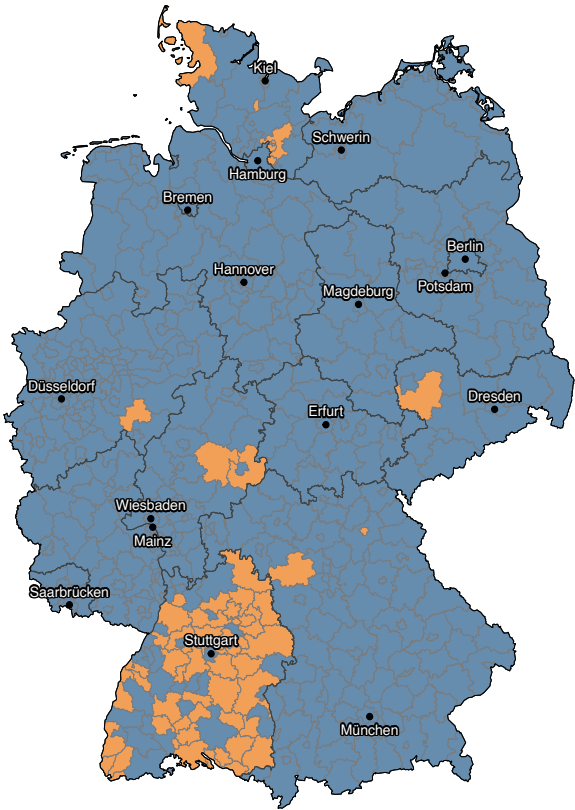 Kiel
Schwerin
Hamburg
Bremen
Berlin
Hannover
Potsdam
Magdeburg
Düsseldorf
Dresden
Erfurt
Wiesbaden
Mainz
Saarbrücken
Stuttgart
München